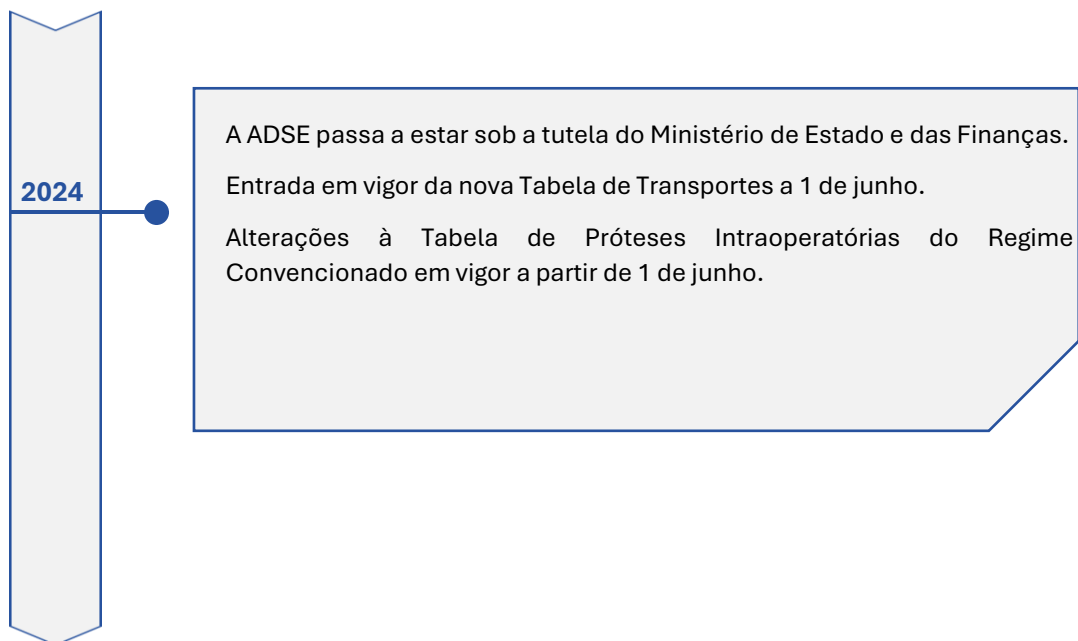 2024
A ADSE passa a estar sob a tutela do Ministério de Estado e das Finanças.
Entrada em vigor da nova Tabela de Transportes a 1 de junho.
Alterações à Tabela de Próteses Intraoperatórias do Regime
Convencionado em vigor a partir de 1 de junho.